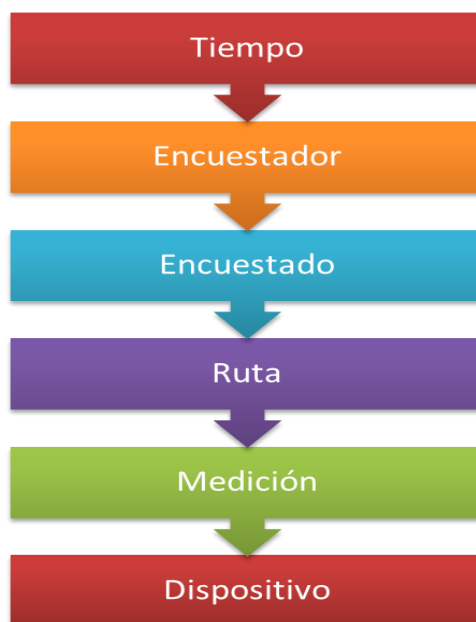 Tiempo
Encuestador
Encuestado
Ruta
Medición
Dispositivo